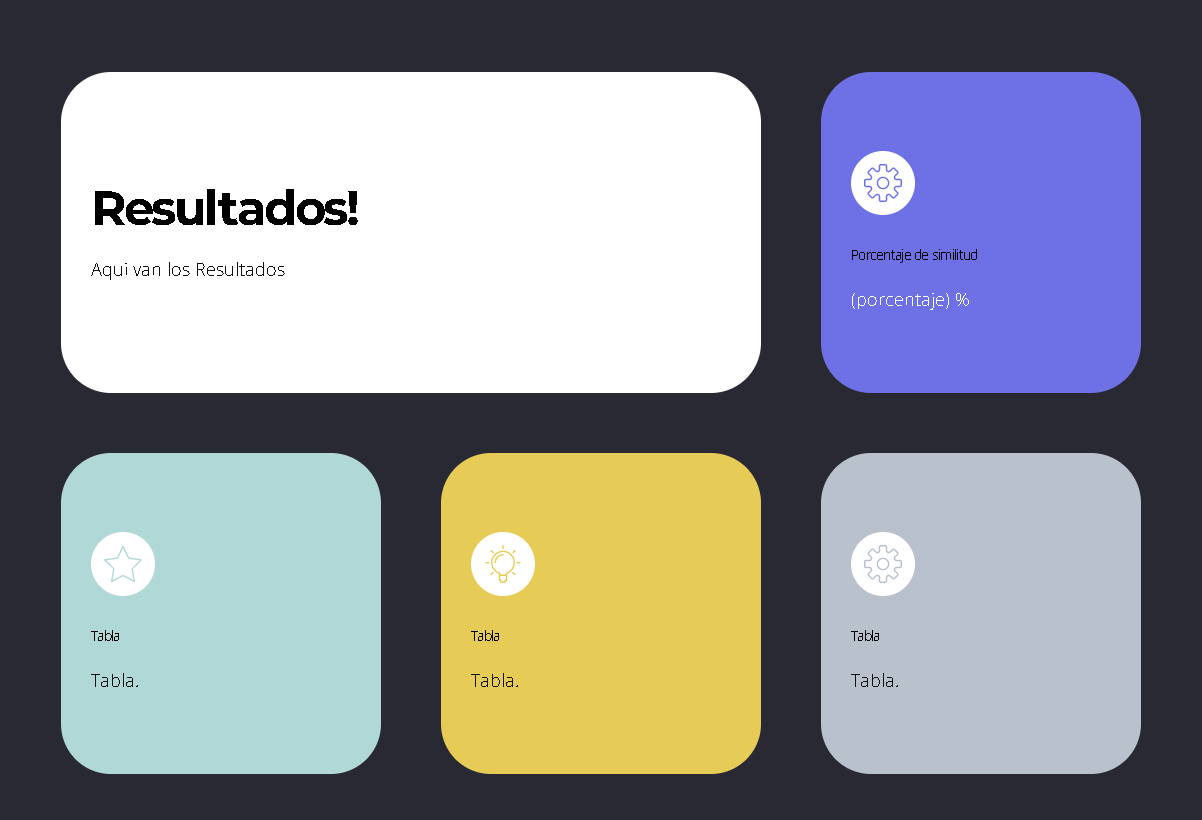 Resultados!
Aqui van los Resultados
Porcentaje de similitud
(porcentaje) %
Tabla
Tabla.
Tabla
Tabla.
Tabla
Tabla.